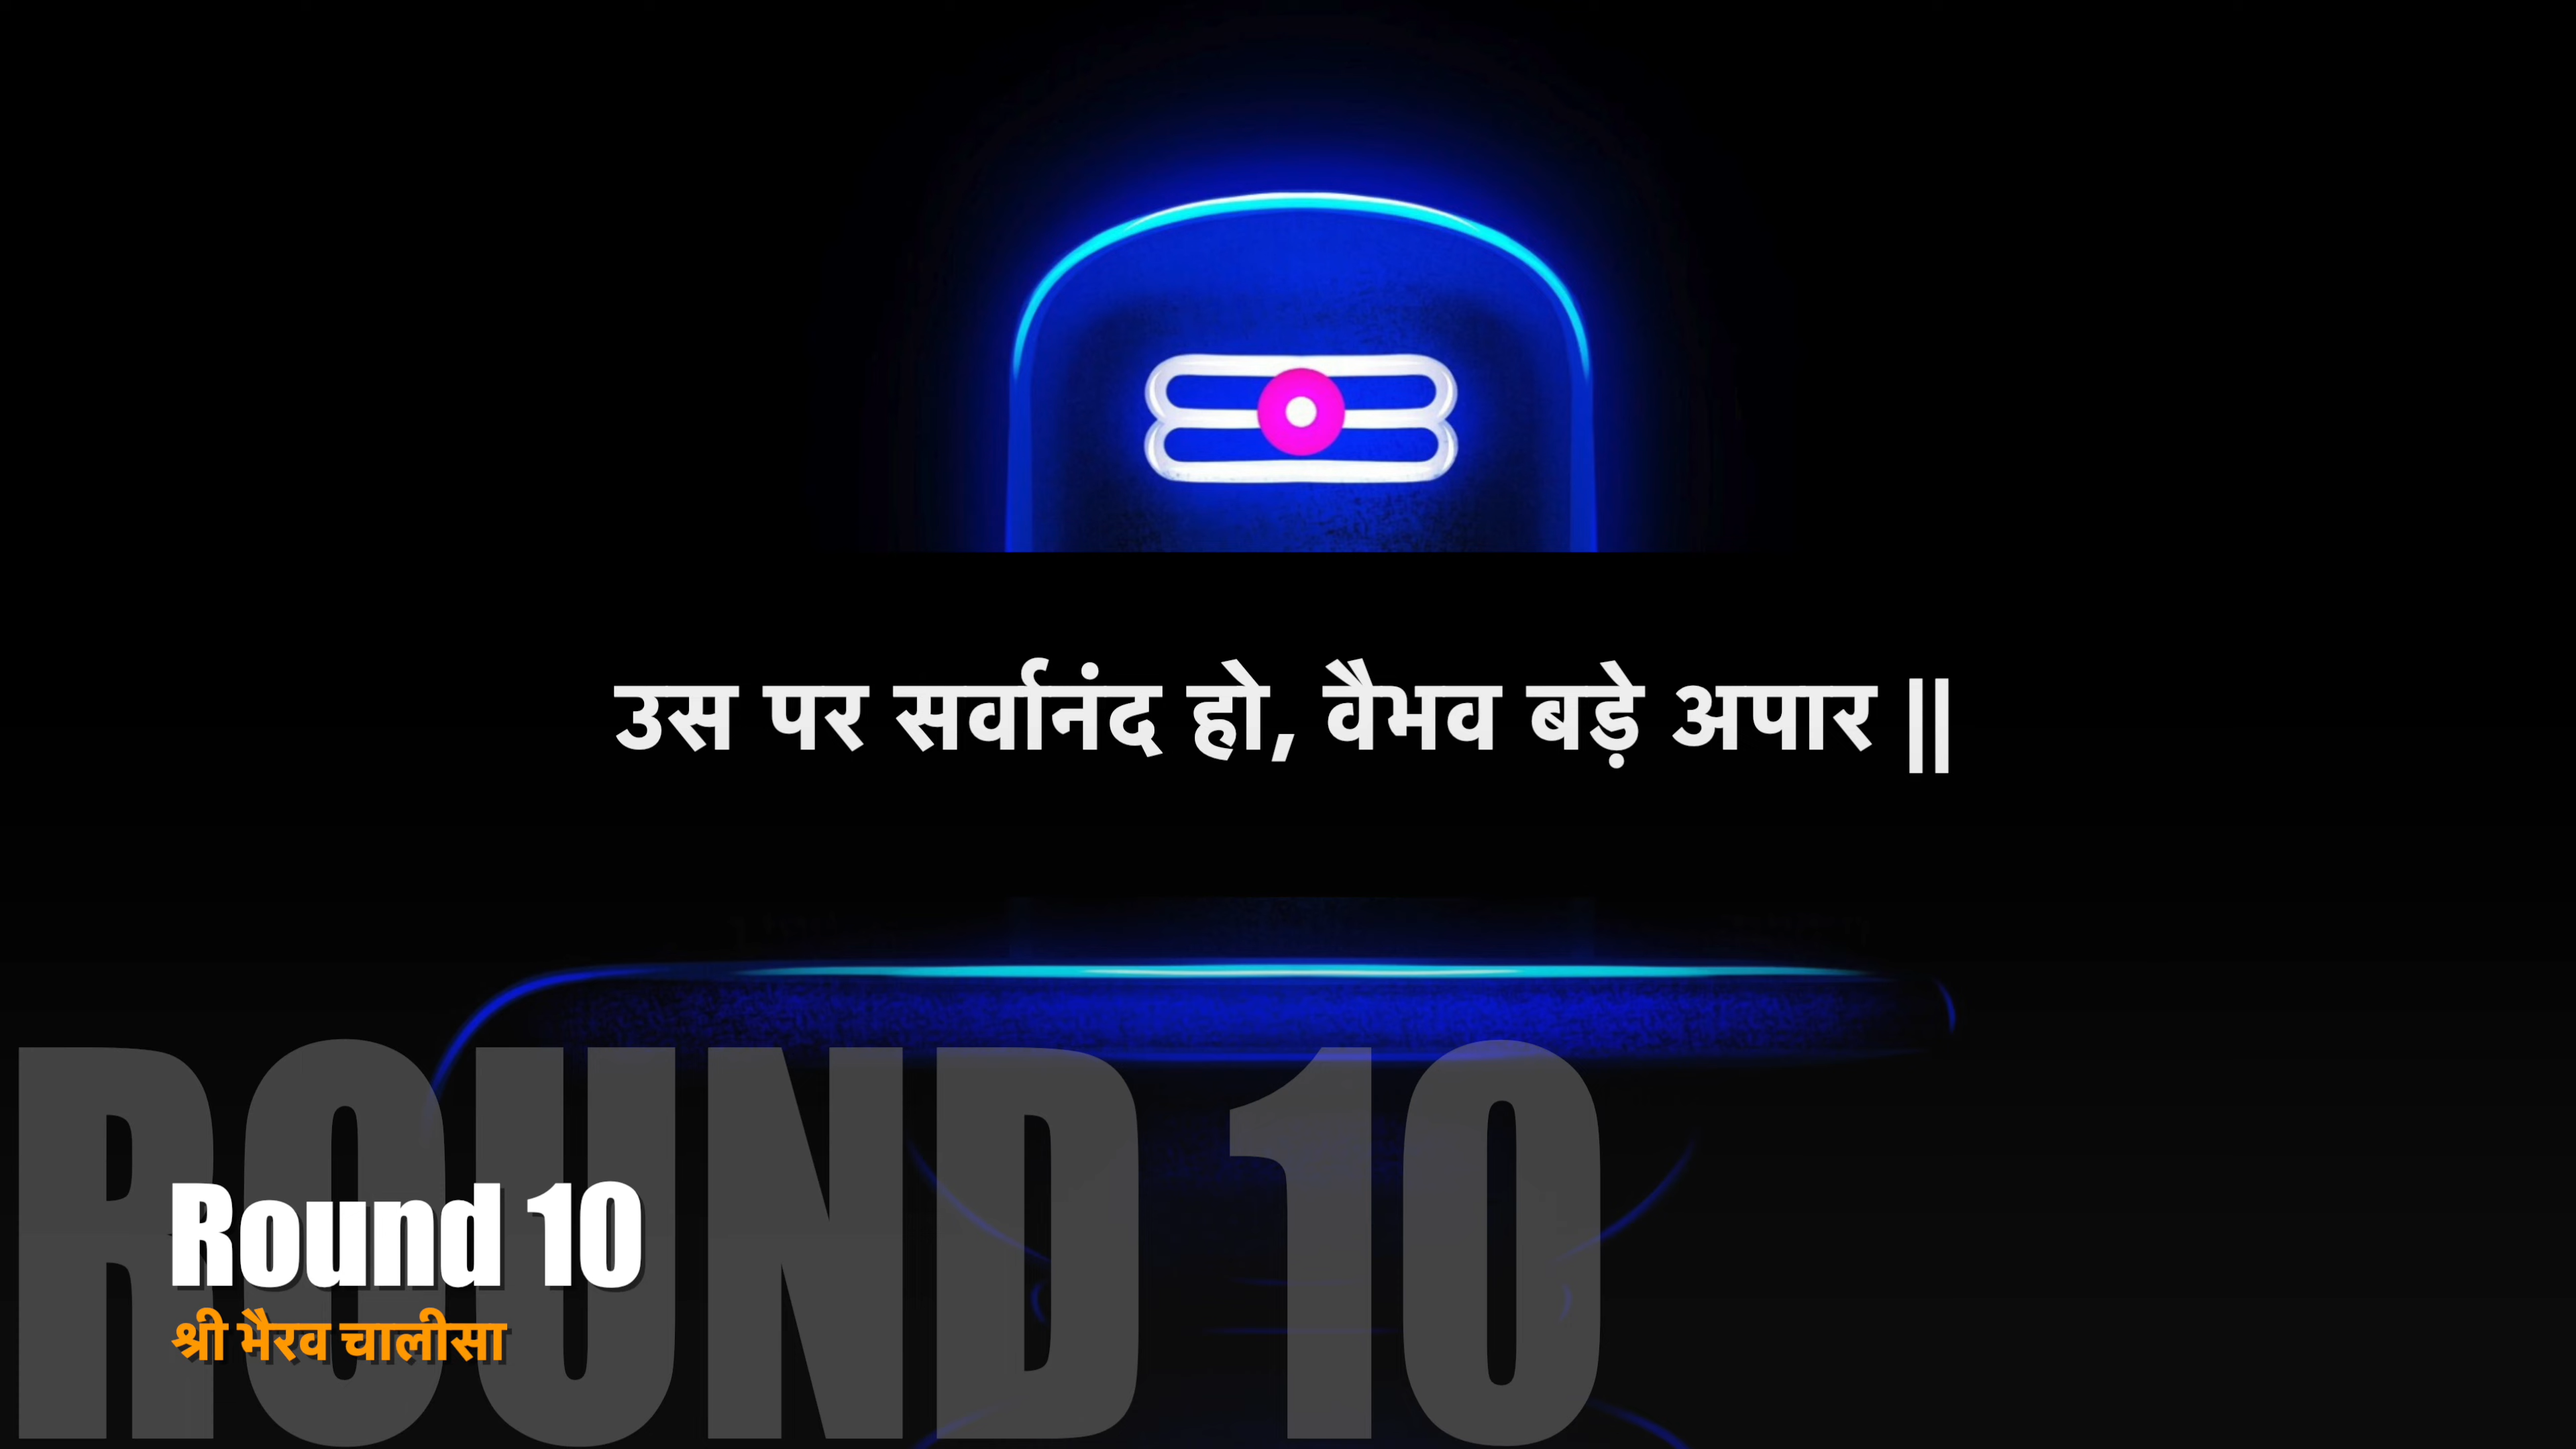 उस पर सर्वानंद हो, वैभव बड़े अपार ||
ROUND 10
Round 10
श्री भैरव चालीसा